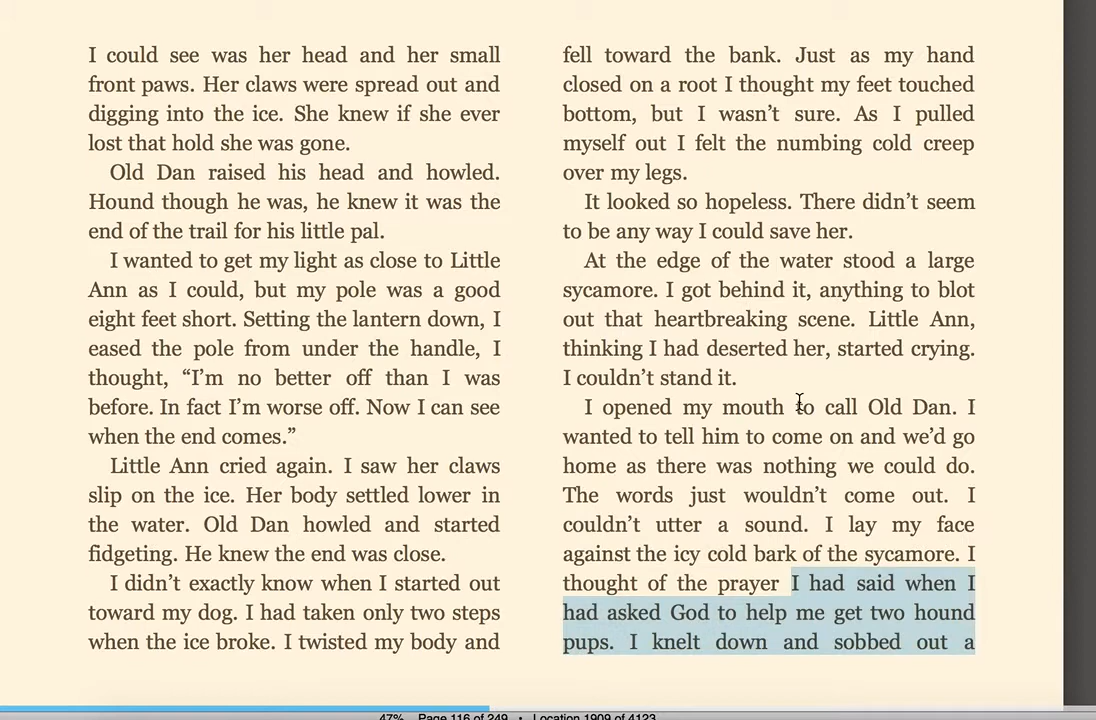 I could see was her head and her small
front paws. Her claws were spread out and
digging into the ice. She knew if she ever
lost that hold she was gone.
Old Dan raised his head and howled.
Hound though he was, he knew it was the
end of the trail for his little pal.
I wanted to get my light as close to Little
Ann as I could, but my pole was a good
eight feet short. Setting the lantern down, I
eased the pole from under the handle, I
thought, “I’m no better off than I was
before. In fact I’m worse off. Now I can see
when the end comes.”
Little Ann cried again. I saw her claws
slip on the ice. Her body settled lower in
the water. Old Dan howled and started
fidgeting. He knew the end was close.
I didn’t exactly know when I started out
toward my dog. I had taken only two steps
when the ice broke. I twisted my body and
fell toward the bank. Just as my hand
closed on a root I thought my feet touched
bottom, but I wasn’t sure. As I pulled
myself out I felt the numbing cold creep
over my legs.
It looked so hopeless. There didn’t seem
to be any way I could save her.
At the edge of the water stood a large
sycamore. I got behind it, anything to blot
out that heartbreaking scene. Little Ann,
thinking I had deserted her, started crying.
I couldn’t stand it.
I opened my mouth to call Old Dan. I
wanted to tell him to come on and we’d go
home as there was nothing we could do.
The words just wouldn’t come out. I
couldn’t utter a sound. I lay my face
against the icy cold bark of the sycamore. I
thought of the prayer I had said when I
had asked God to help me get two hound
pups. I knelt down and sobbed out a
47% Page 116 of 249 • Location 1909 of 4123